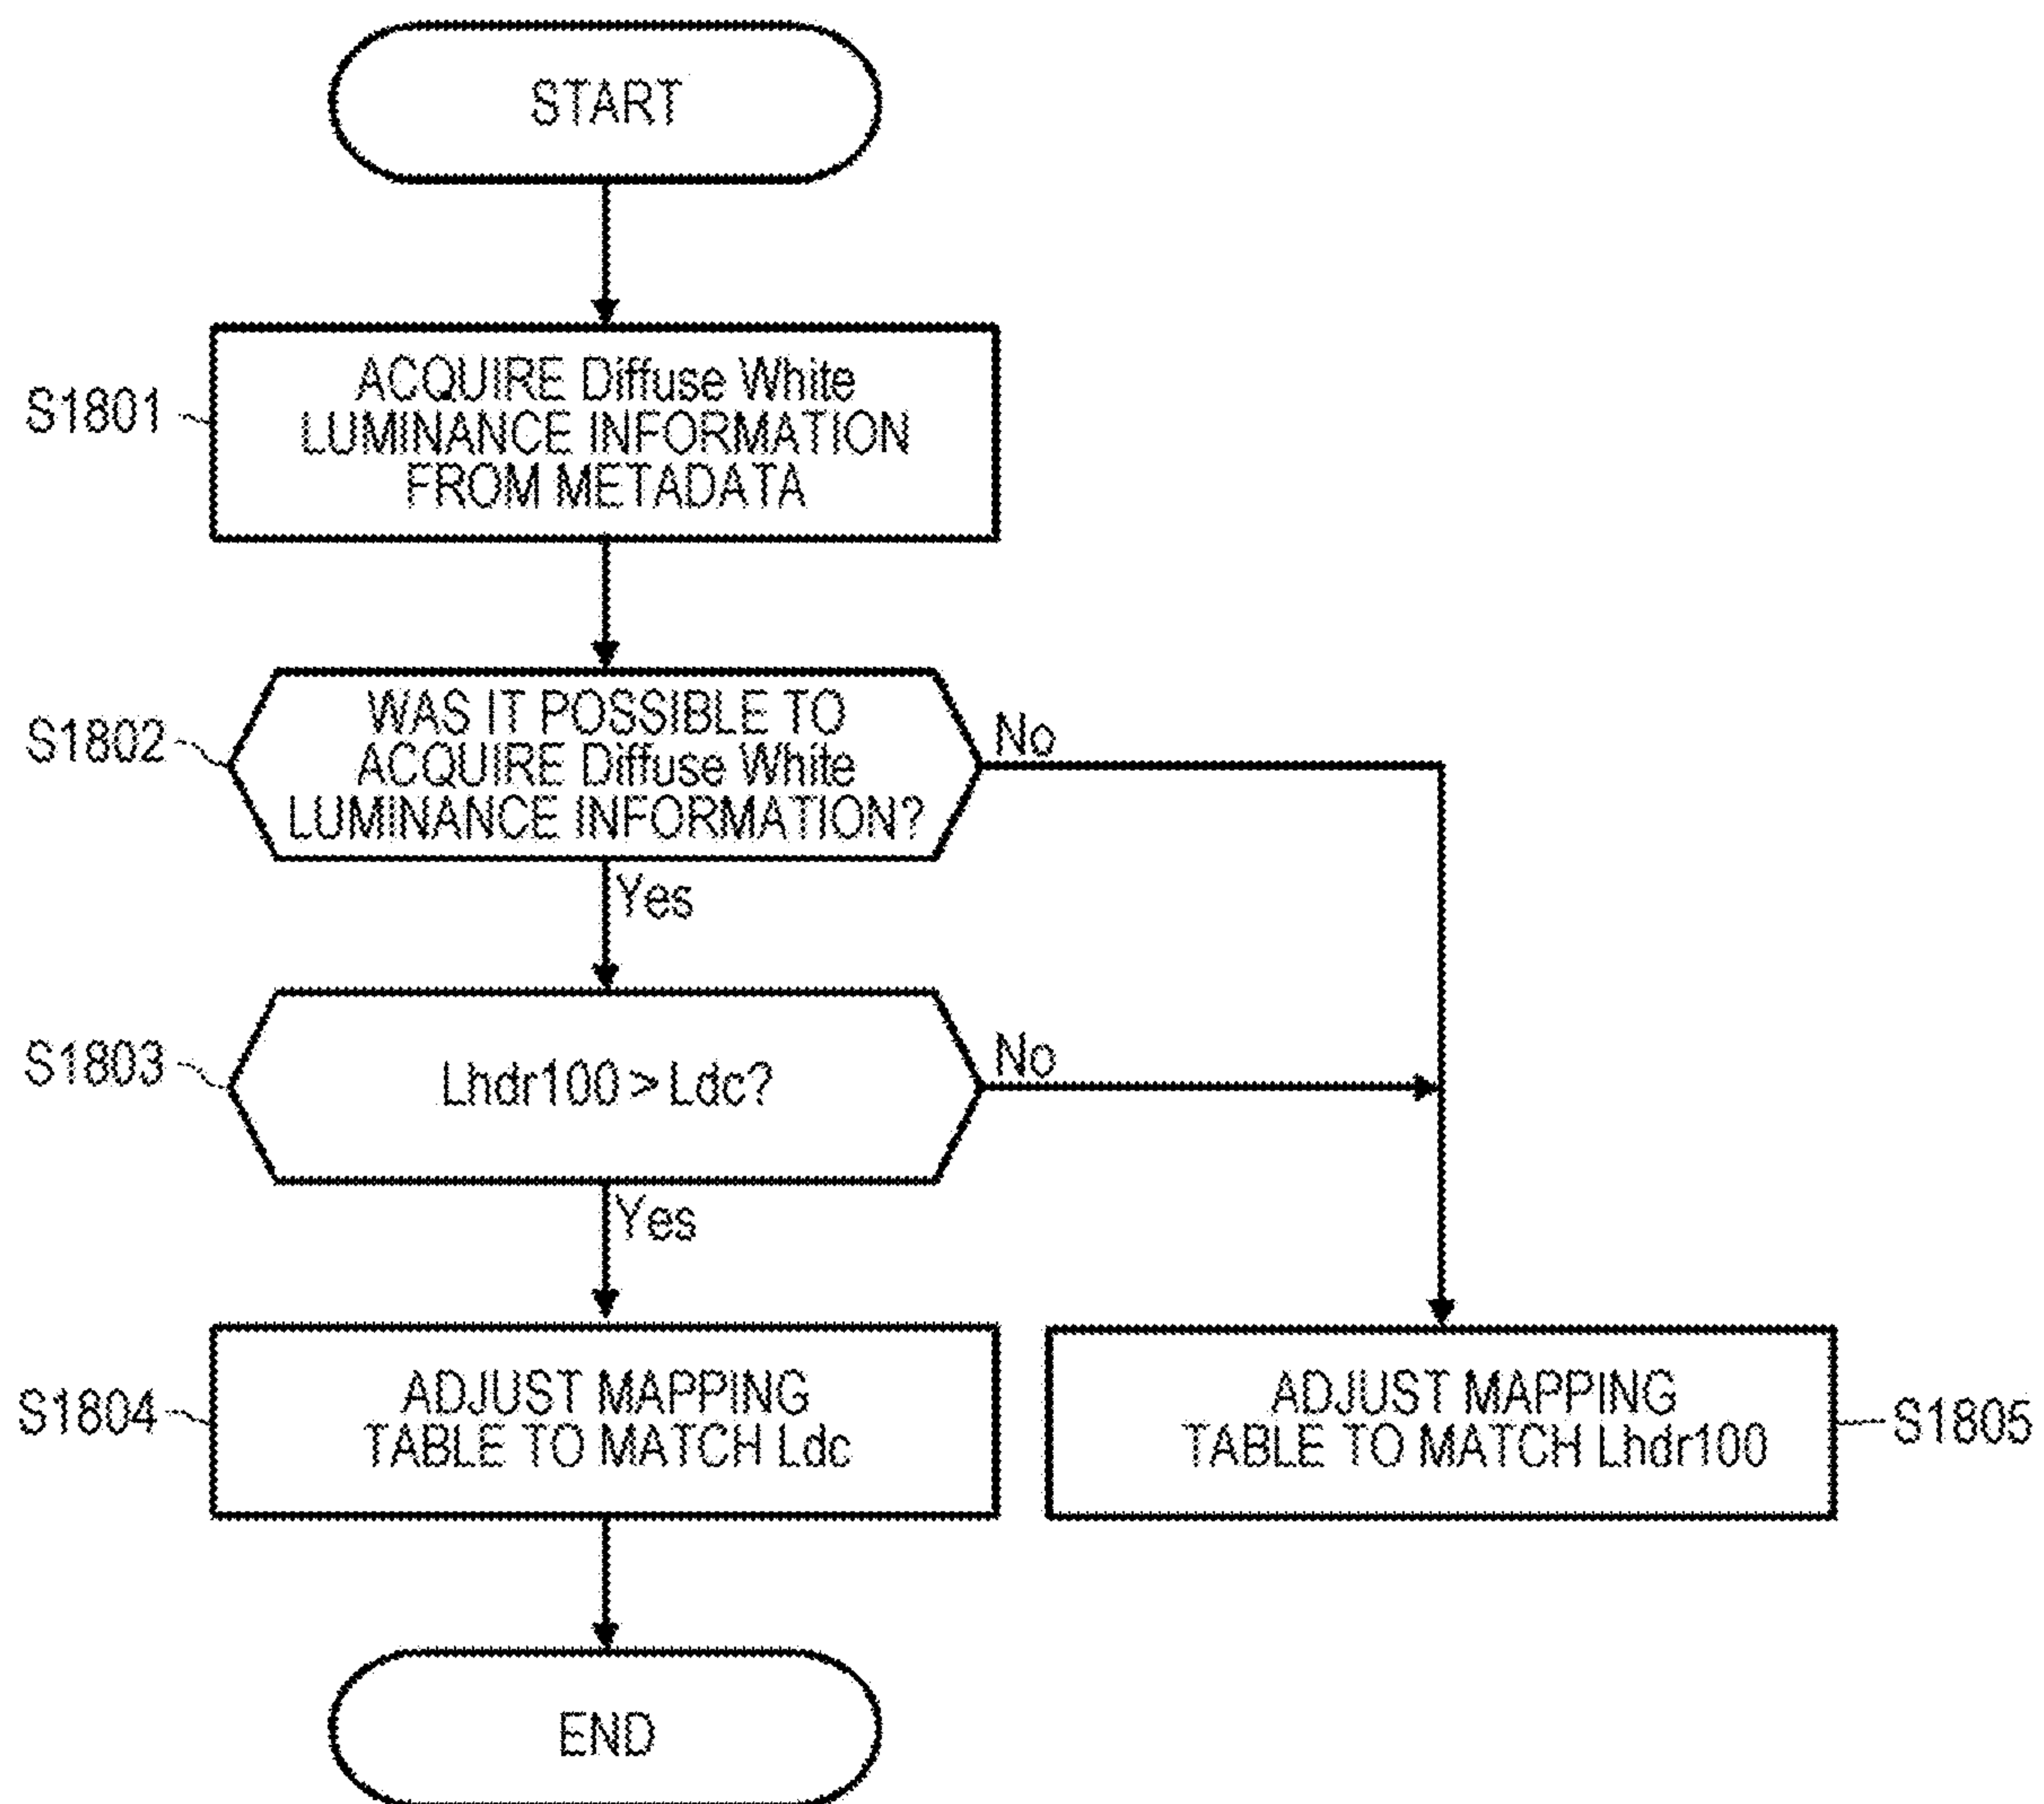 START
S1801
ACQUIRE Diffuse White
LUMINANCE INFORMATION
FROM METADATA
S1802
WAS IT POSSIBLE TO
ACQUIRE Diffuse White
LUMINANCE INFORMATION?
No
Yes
S1803
Lhdr100 > Ldc?
No
Yes
S1804
ADJUST MAPPING
TABLE TO MATCH Ldc
ADJUST MAPPING
TABLE TO MATCH Lhdr100
S1805
END